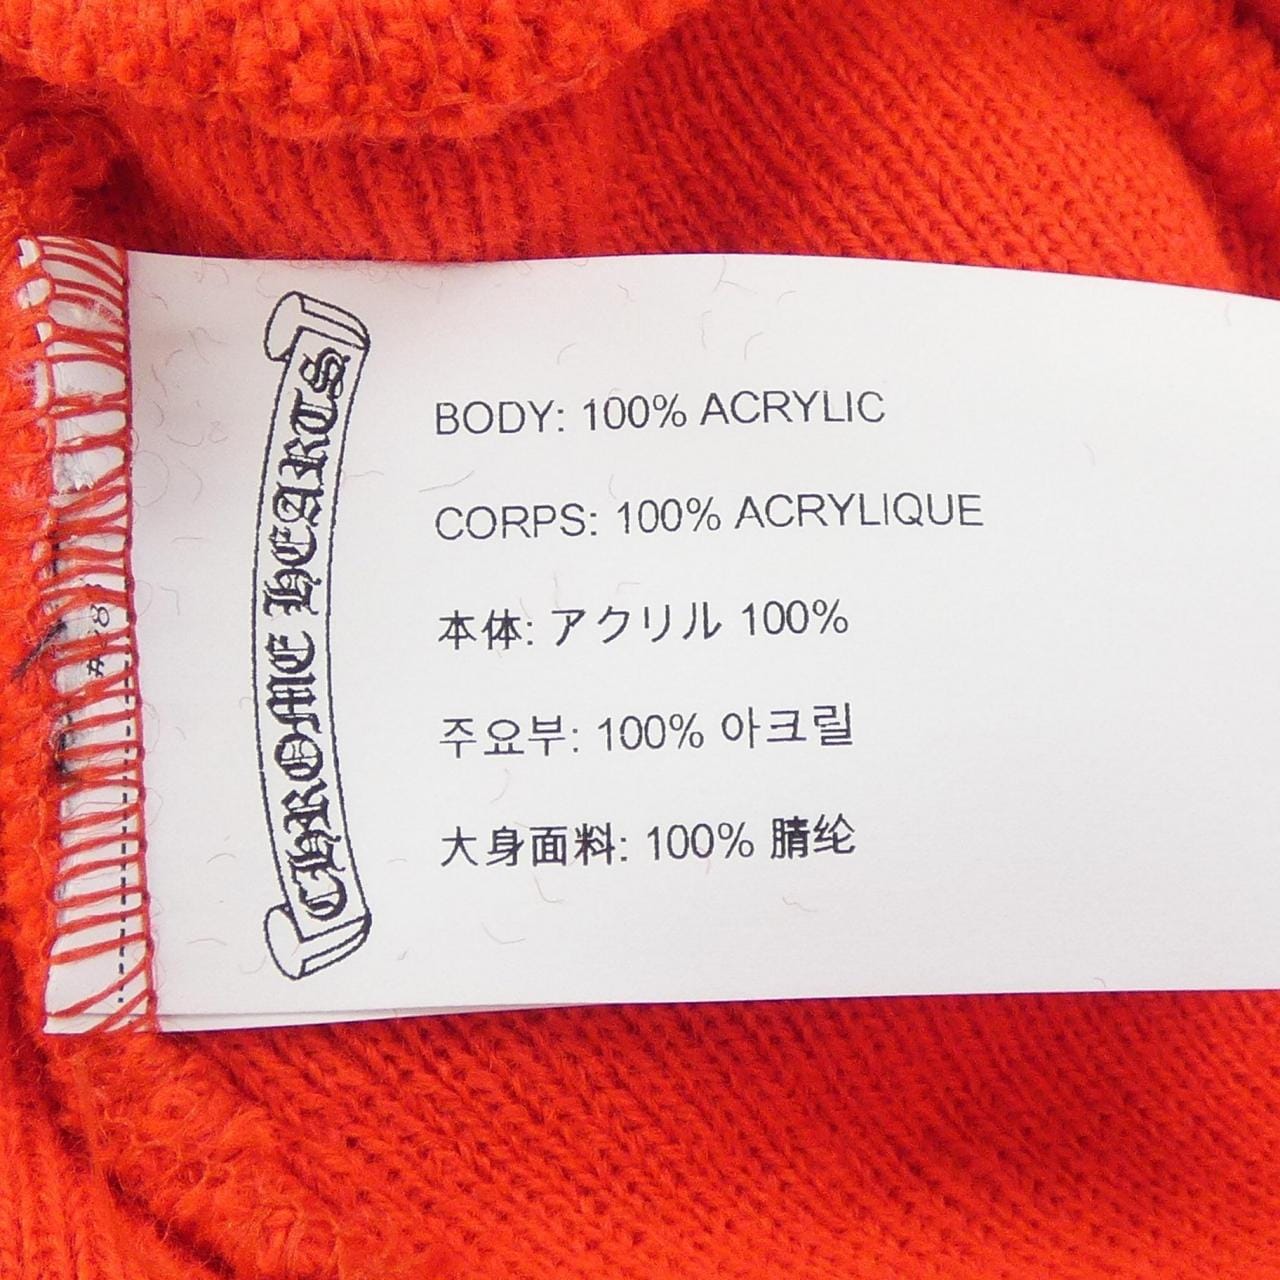 CHROME HEARTS
BODY: 100% ACRYLIC
CORPS: 100% ACRYLIQUE
本体: アクリル 100%
주요부: 100% 아크릴
大身面料: 100% 腈纶